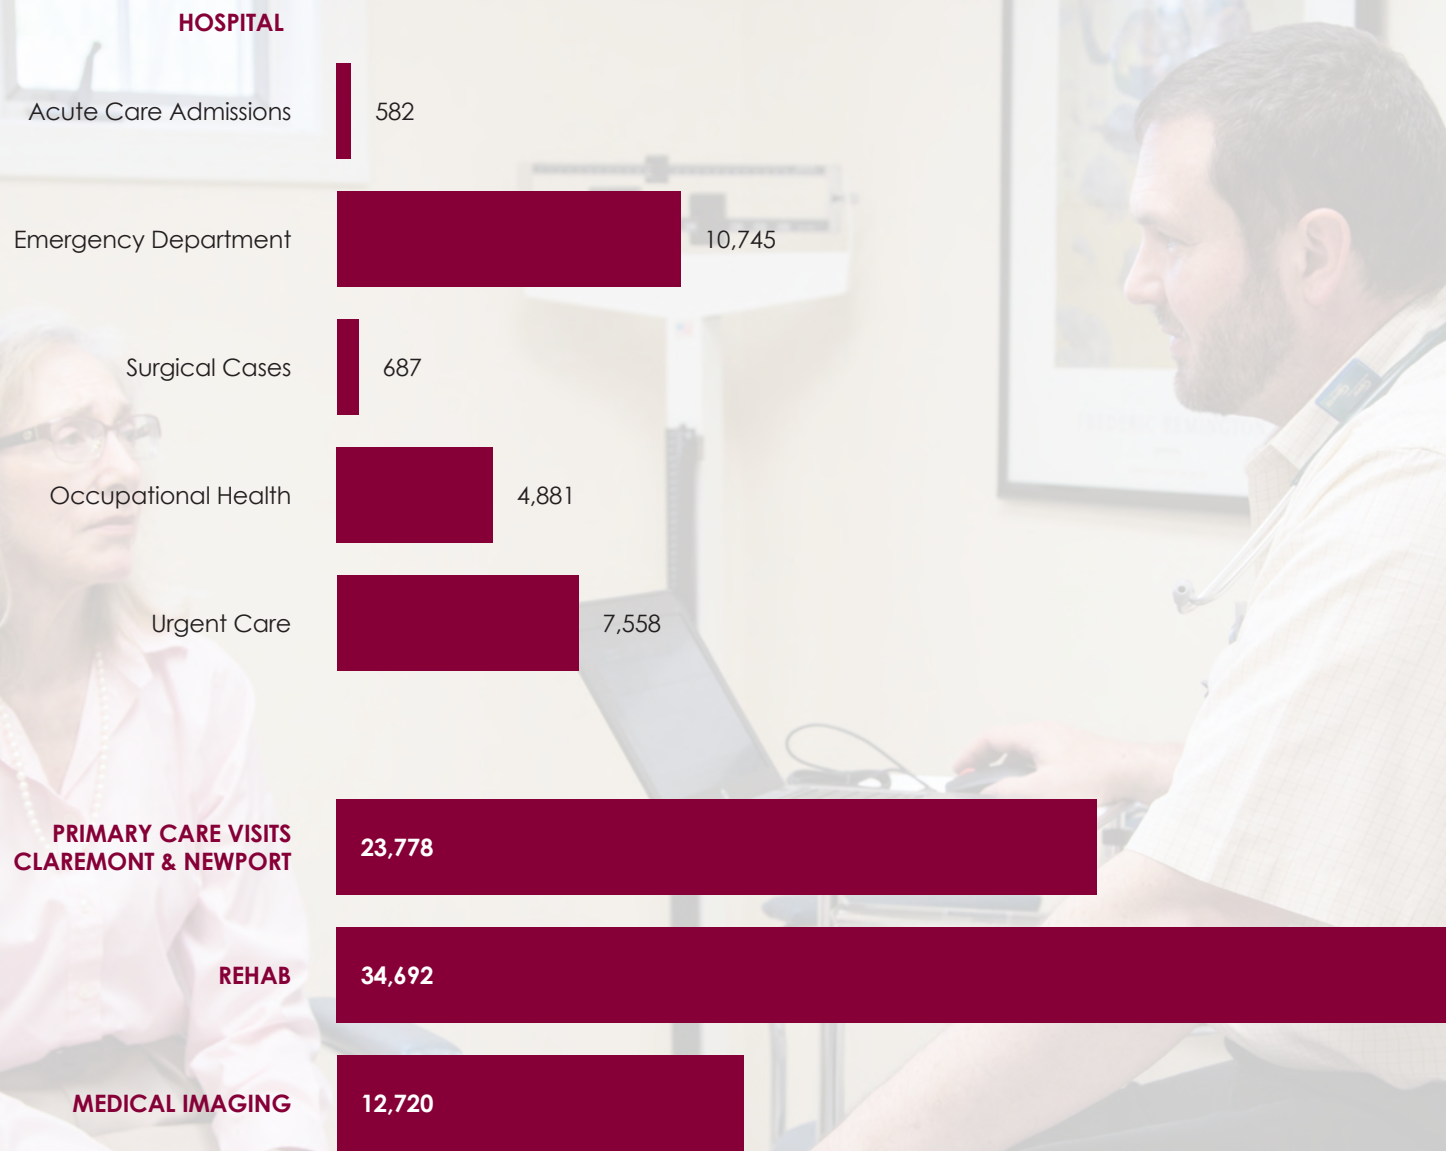 HOSPITAL
Acute Care Admissions 582
Emergency Department 10,745
Surgical Cases 687
Occupational Health 4,881
Urgent Care 7,558
PRIMARY CARE VISITS
CLAREMONT & NEWPORT 23,778
REHAB 34,692
MEDICAL IMAGING 12,720